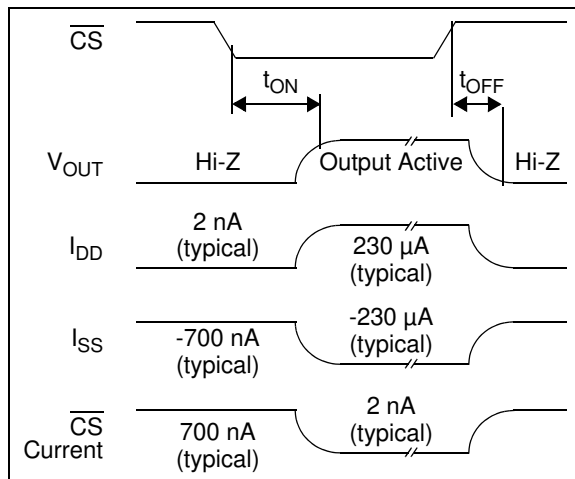 CS
tON
tOFF
VOUT
Hi-Z
Output Active
Hi-Z
IDD
2 nA
(typical)
230 µA
(typical)
ISS
-700 nA
(typical)
-230 µA
(typical)
CS
Current
700 nA
(typical)
2 nA
(typical)